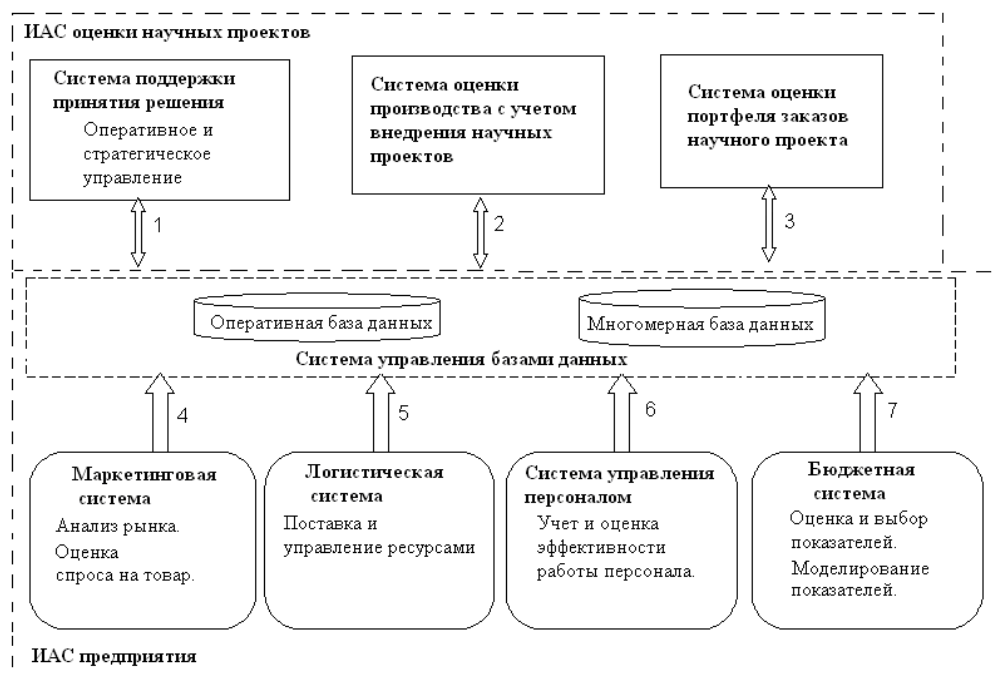 ИАС оценки научных проектов
Система поддержки
принятия решения
Оперативное и
стратегическое
управление
Система оценки
производства с учетом
внедрения научных
проектов
Система оценки
портфеля заказов
научного проекта
1
2
3
Оперативная база данных
Многомерная база данных
Система управления базами данных
4
5
6
7
Маркетинговая
система
Анализ рынка.
Оценка
спроса на товар.
Логистическая
система
Поставка и
управление ресурсами
Система управления
персоналом
Учет и оценка
эффективности
работы персонала.
Бюджетная
система
Оценка и выбор
показателей.
Моделирование
показателей.
ИАС предприятия